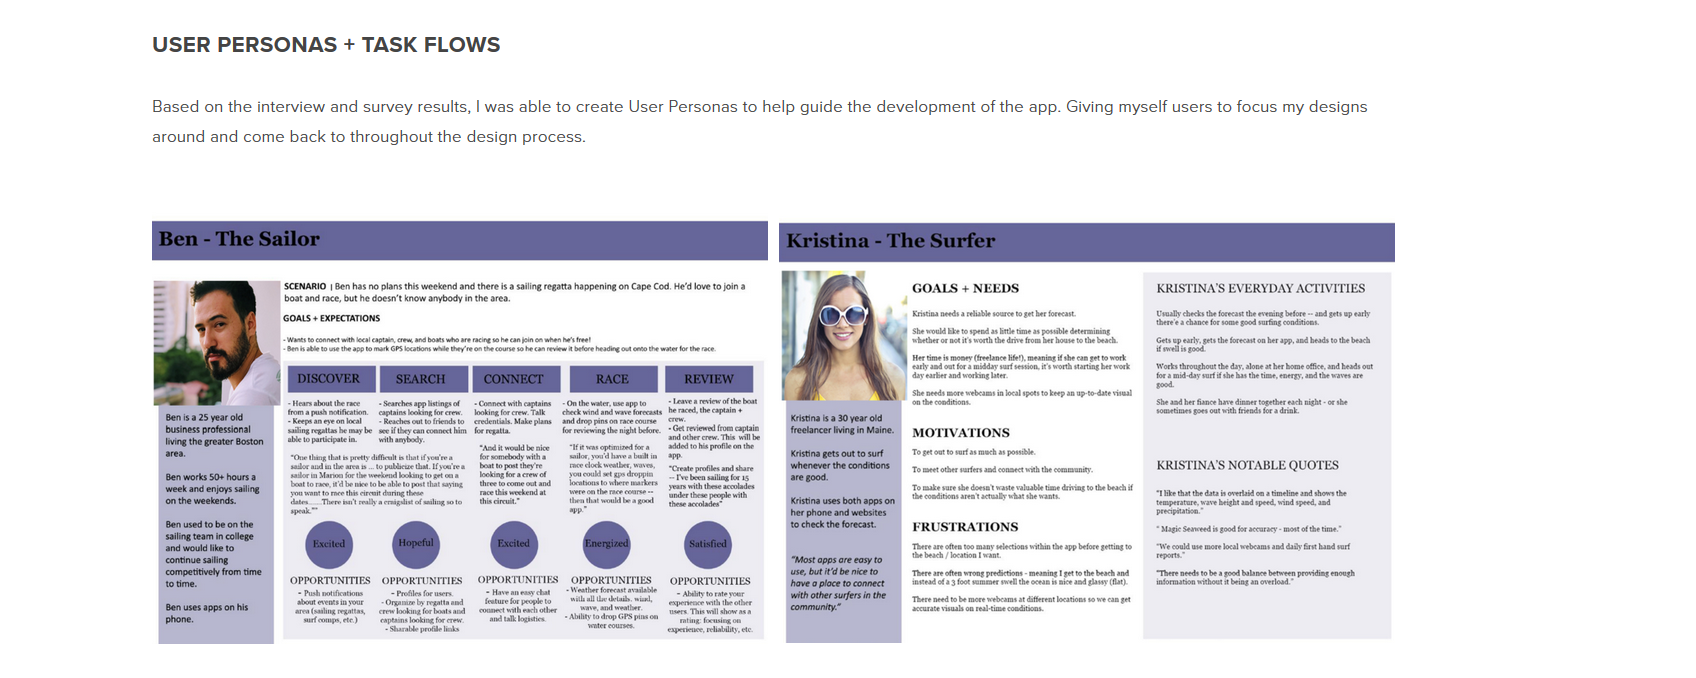 USER PERSONAS + TASK FLOWS
Based on the interview and survey results, I was able to create User Personas to help guide the development of the app. Giving myself users to focus my designs
around and come back to throughout the design process.
Ben - The Sailor
SCENARIO | Ben has no plans this weekend and there is a sailing regatta happening on Cape Cod. He'd love to join a
boat and race, but he doesn't know anybody in the area.
GOALS + EXPECTATIONS
- Wants to connect with local captain, crew, and boats who are racing so he can join on when he's free!
- Ben is able to use the app to mark GPS locations while they're on the course so he can review it before heading out onto the water for the race.
Ben is a 25 year old
business professional
living the greater Boston
area.
Ben works 50+ hours a
week and enjoys sailing
on the weekends.
Ben used to be on the
sailing team in college
and would like to
continue sailing
competitively from time
to time.
Ben uses apps on his
phone.
DISCOVER
- Hears about the race
from a push notification.
- Keeps an eye on local
sailing regattas he may be
able to participate in.
SEARCH
- Searches app listings of
captains looking for crew.
- Reaches out to friends to
see if they can connect him
with anybody.
"One thing that is pretty difficult is that if you're a
sailor and in the area is ... to publicize that. If you're a
sailor in Marion for the weekend looking to get on a
boat to race, it'd be nice to be able to post that saying
you want to race this circuit during these
dates......There isn't really a craigslist of sailing so to
speak.""
CONNECT
- Connect with captains
looking for crew. Talk
credentials. Make plans
for regatta.
"And it would be nice
for somebody with a
boat to post they're
looking for a crew of
three to come out and
race this weekend at
this circuit."
RACE
- On the water, use app to
check wind and wave forecasts
and drop pins on race course
for reviewing the night before.
"If it was optimized for a
sailor, you'd have a built in
race clock weather, waves,
you could set gps droppin
locations to where markers
were on the race course --
then that would be a good
app."
REVIEW
- Leave a review of the boat
he raced, the captain +
crew.
- Get reviewed from captain
and other crew. This will be
added to his profile on the
app.
"Create profiles and share
-- I've been sailing for 15
years with these accolades
under these people with
these accolades"
Excited
Hopeful
Excited
Energized
Satisfied
OPPORTUNITIES
- Push notifications
about events in your
area (sailing regattas,
surf comps, etc.)
OPPORTUNITIES
- Profiles for users.
- Organize by regatta and
crew looking for boats and
captains looking for crew.
- Sharable profile links
OPPORTUNITIES
- Have an easy chat
feature for people to
connect with each other
and talk logistics.
OPPORTUNITIES
- Weather forecast available
with all the details. wind,
wave, and weather.
- Ability to drop GPS pins on
water courses.
OPPORTUNITIES
- Ability to rate your
experience with the other
users. This will show as a
rating: focusing on
experience, reliability, etc.
Kristina - The Surfer
Kristina is a 30 year old
freelancer living in Maine.
Kristina gets out to surf
whenever the conditions
are good.
Kristina uses both apps on
her phone and websites
to check the forecast.
"Most apps are easy to
use, but it'd be nice to
have a place to connect
with other surfers in the
community."
GOALS + NEEDS
Kristina needs a reliable source to get her forecast.
She would like to spend as little time as possible determining
whether or not it's worth the drive from her house to the beach.
Her time is money (freelance life!), meaning if she can get to work
early and out for a midday surf session, it's worth starting her work
day earlier and working later.
She needs more webcams in local spots to keep an up-to-date visual
on the conditions.
MOTIVATIONS
To get out to surf as much as possible.
To meet other surfers and connect with the community.
To make sure she doesn't waste valuable time driving to the beach if
the conditions aren't actually what she wants.
FRUSTRATIONS
There are often too many selections within the app before getting to
the beach / location I want.
There are often wrong predictions - meaning I get to the beach and
instead of a 3 foot summer swell the ocean is nice and glassy (flat).
There need to be more webcams at different locations so we can get
accurate visuals on real-time conditions.
KRISTINA'S EVERYDAY ACTIVITIES
Usually checks the forecast the evening before -- and gets up early
there'e a chance for some good surfing conditions.
Gets up early, gets the forecast on her app, and heads to the beach
if swell is good.
Works throughout the day, alone at her home office, and heads out
for a mid-day surf if she has the time, energy, and the waves are
good.
She and her fiance have dinner together each night - or she
sometimes goes out with friends for a drink.
KRISTINA'S NOTABLE QUOTES
"I like that the data is overlaid on a timeline and shows the
temperature, wave height and speed, wind speed, and
precipitation."
" Magic Seaweed is good for accuracy - most of the time."
"We could use more local webcams and daily first hand surf
reports."
"There needs to be a good balance between providing enough
information without it being an overload."